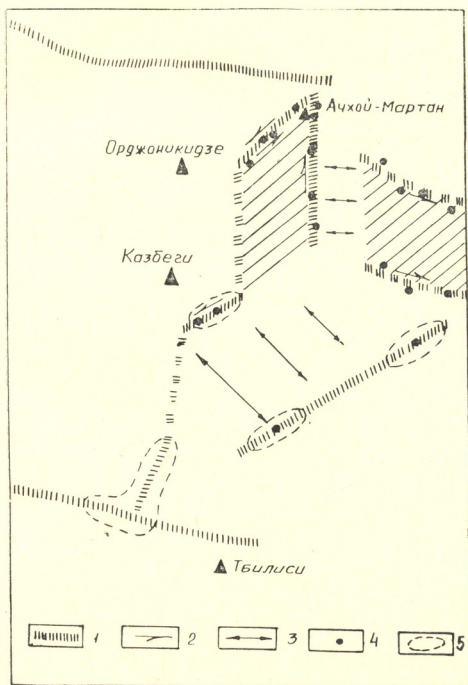 Ачхой-Мартан
Орджоникидзе
Казбеги
Тбилиси
1 2 3 4 5